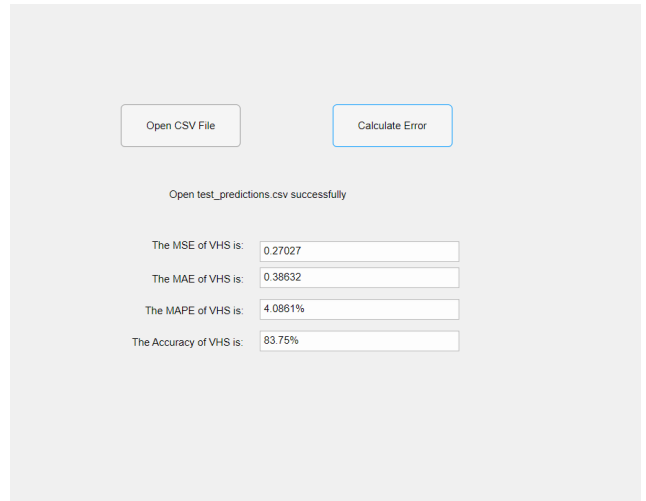 Open CSV File
Calculate Error
Open test_predictions.csv successfully
The MSE of VHS is: 0.27027
The MAE of VHS is: 0.38632
The MAPE of VHS is: 4.0861%
The Accuracy of VHS is: 83.75%